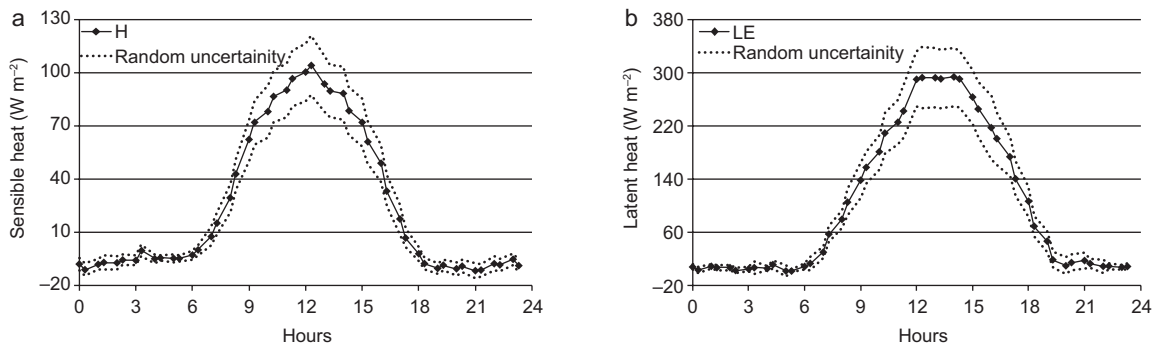 a
130
100
70
40
10
–20
Sensible heat (W m–2)
H
Random uncertainity
0 3 6 9 12 15 18 21 24
Hours
b
380
300
220
140
60
–20
Latent heat (W m–2)
LE
Random uncertainity
0 3 6 9 12 15 18 21 24
Hours